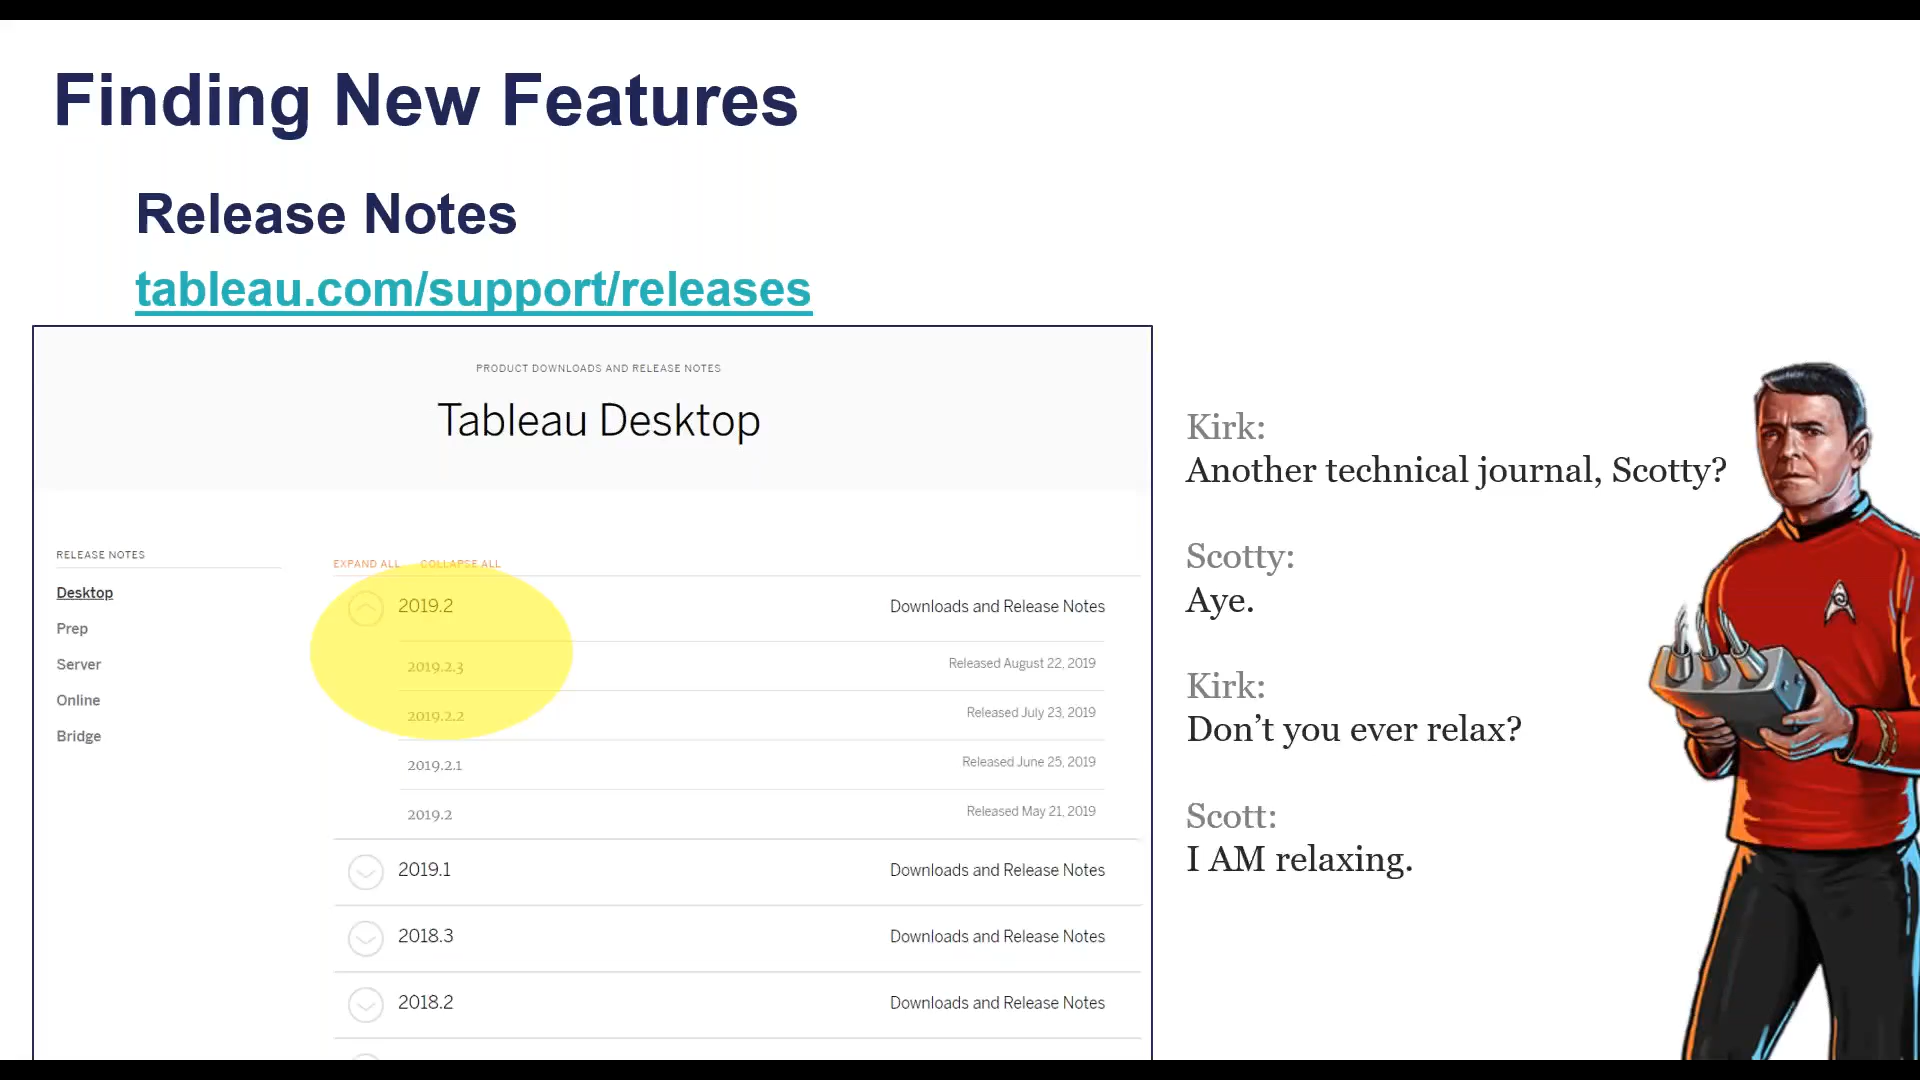 Finding New Features
Release Notes
tableau.com/support/releases
PRODUCT DOWNLOADS AND RELEASE NOTES
Tableau Desktop
RELEASE NOTES
Desktop
Prep
Server
Online
Bridge
EXPAND ALL COLLAPSE ALL
2019.2 Downloads and Release Notes
2019.2.3 Released August 22, 2019
2019.2.2 Released July 23, 2019
2019.2.1 Released June 25, 2019
2019.2 Released May 21, 2019
2019.1 Downloads and Release Notes
2018.3 Downloads and Release Notes
2018.2 Downloads and Release Notes
Kirk:
Another technical journal, Scotty?
Scotty:
Aye.
Kirk:
Don’t you ever relax?
Scott:
I AM relaxing.